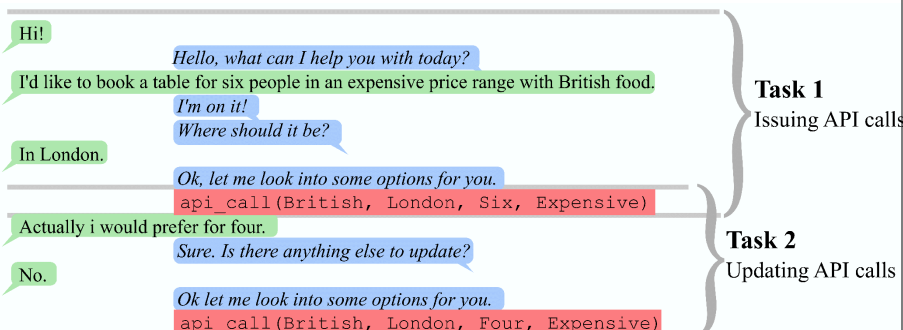 Hi!
Hello, what can I help you with today?
I'd like to book a table for six people in an expensive price range with British food.
I'm on it!
Where should it be?
In London.
Ok, let me look into some options for you.
api_call(British, London, Six, Expensive)
Task 1
Issuing API calls
Actually i would prefer for four.
Sure. Is there anything else to update?
No.
Ok let me look into some options for you.
api_call(British, London, Four, Expensive)
Task 2
Updating API calls